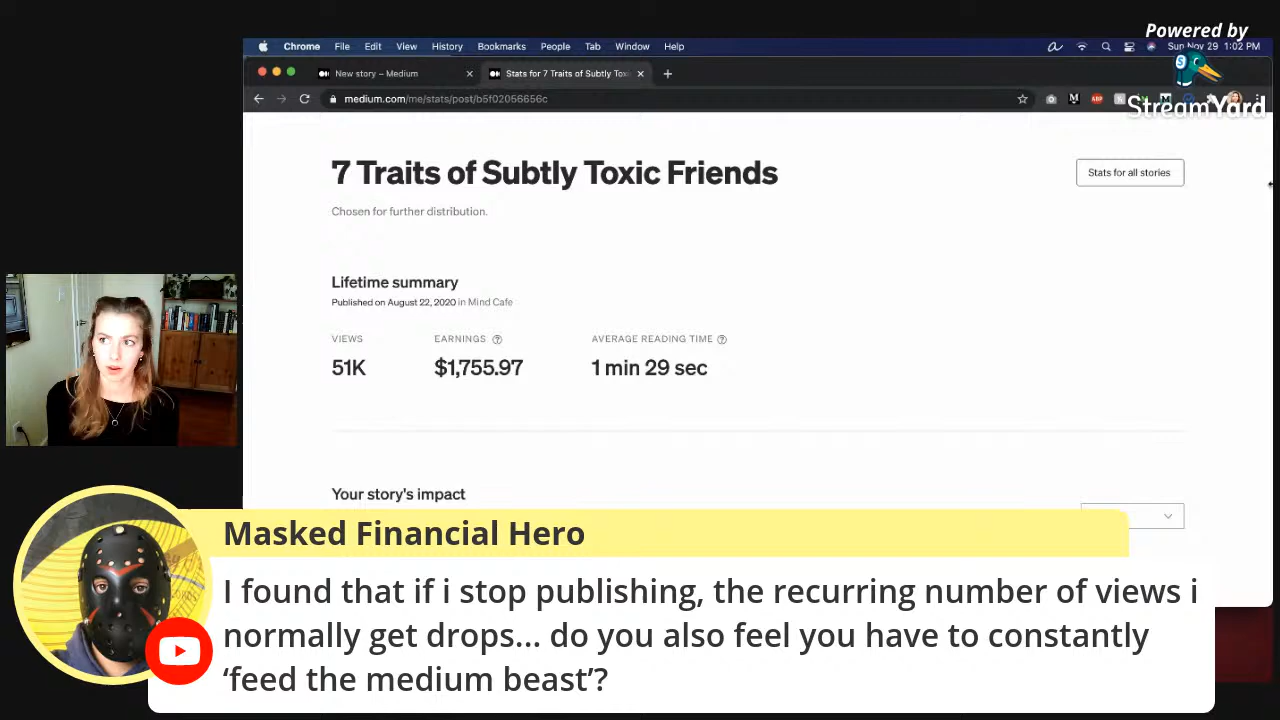 Powered by
StreamYard
Chrome File Edit View History Bookmarks People Tab Window Help
Sun Nov 29 1:02 PM
New story – Medium
Stats for 7 Traits of Subtly Tox
medium.com/me/stats/post/b5f02056656c
7 Traits of Subtly Toxic Friends
Stats for all stories
Chosen for further distribution.
Lifetime summary
Published on August 22, 2020 in Mind Cafe
VIEWS EARNINGS AVERAGE READING TIME
51K $1,755.97 1 min 29 sec
Your story's impact
Masked Financial Hero
I found that if i stop publishing, the recurring number of views i
normally get drops... do you also feel you have to constantly
‘feed the medium beast’?